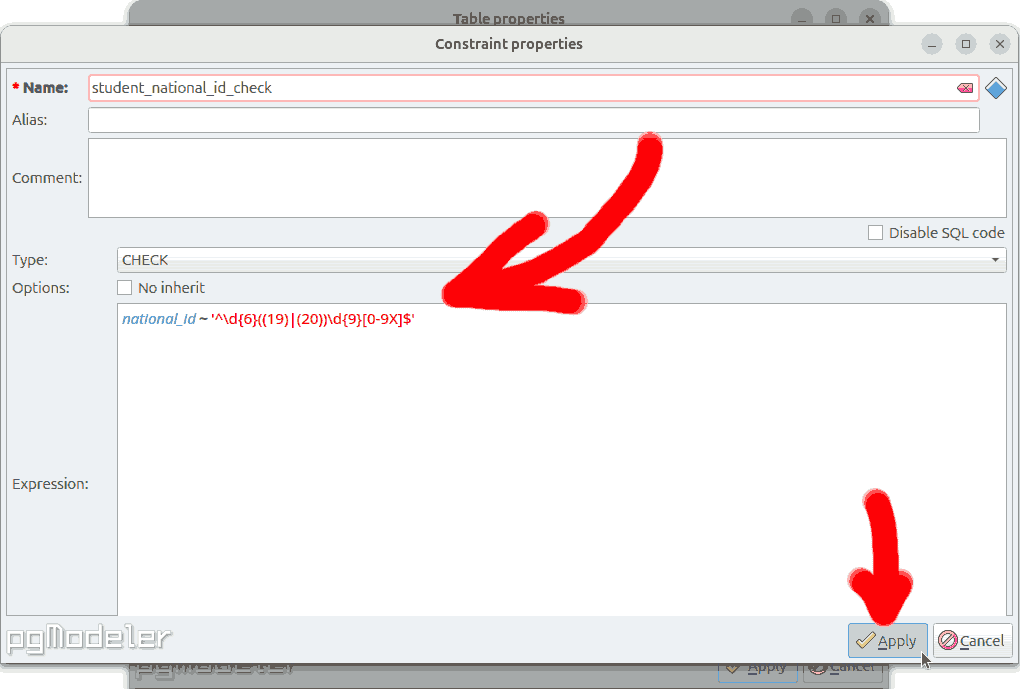 Table properties
Constraint properties
* Name: student_national_id_check
Alias:
Comment:
Disable SQL code
Type: CHECK
Options: No inherit
national_id ~ '^\d{6}((19)|(20))\d{9}[0-9X]$'
Expression:
pgModeler
Apply Cancel
pgModeler Apply Cancel